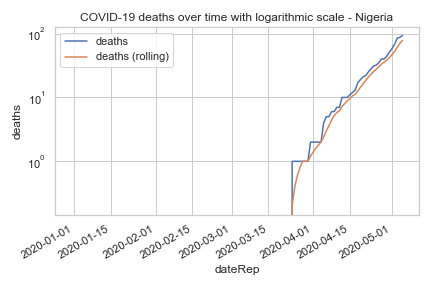 COVID-19 deaths over time with logarithmic scale - Nigeria
deaths
deaths (rolling)
10²
10¹
10⁰
deaths
2020-01-01
2020-01-15
2020-02-01
2020-02-15
2020-03-01
2020-03-15
2020-04-01
2020-04-15
2020-05-01
dateRep